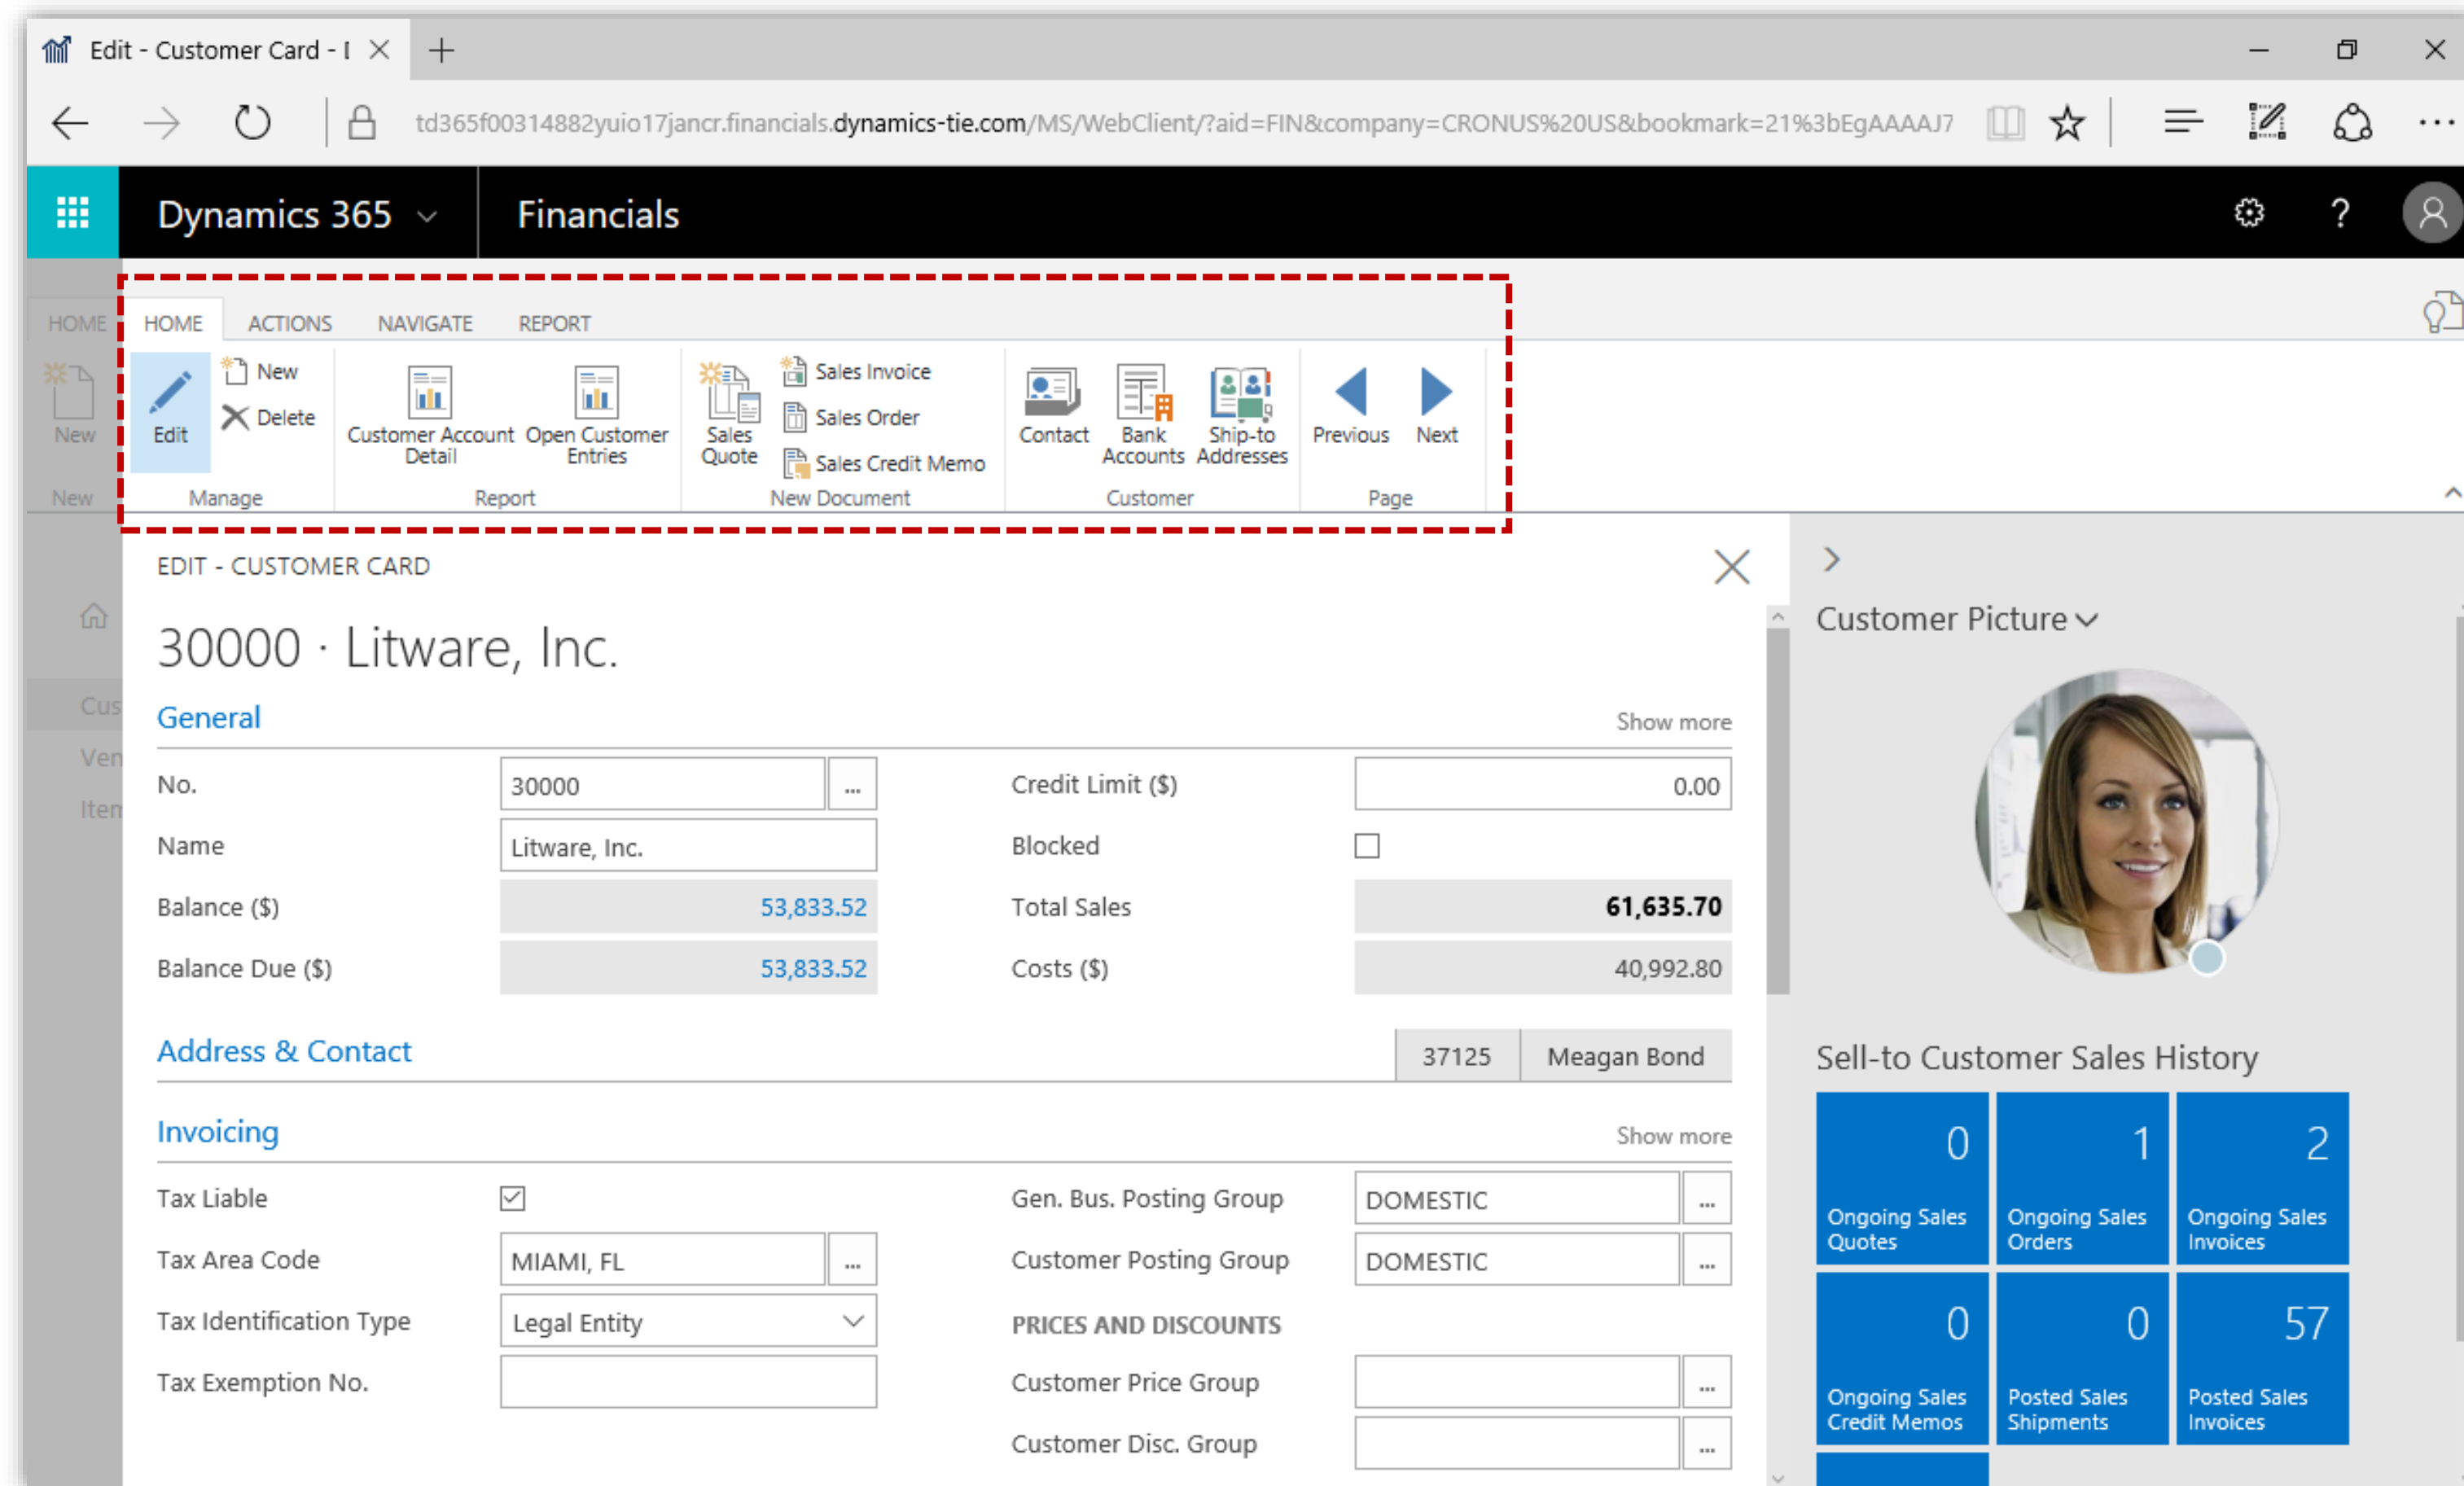 Edit - Customer Card - D
td365f00314882yuio17jancr.financials.dynamics-tie.com/MS/WebClient/?aid=FIN&company=CRONUS%20US&bookmark=21%3bEgAAAAJ7
Dynamics 365
Financials
?
HOME
HOME ACTIONS NAVIGATE REPORT
New
New
Edit
New
Delete
Manage
Customer Account
Detail
Open Customer
Entries
Report
Sales
Quote
Sales Invoice
Sales Order
Sales Credit Memo
New Document
Contact
Bank
Accounts
Ship-to
Addresses
Customer
Previous
Next
Page
Cus
Ven
Item
EDIT - CUSTOMER CARD
30000 · Litware, Inc.
General
Show more
No.
30000
...
Name
Litware, Inc.
Balance ($)
53,833.52
Balance Due ($)
53,833.52
Credit Limit ($)
0.00
Blocked
Total Sales
61,635.70
Costs ($)
40,992.80
Address & Contact
37125
Meagan Bond
Invoicing
Show more
Tax Liable
Tax Area Code
MIAMI, FL
...
Tax Identification Type
Legal Entity
Tax Exemption No.
Gen. Bus. Posting Group
DOMESTIC
...
Customer Posting Group
DOMESTIC
...
PRICES AND DISCOUNTS
Customer Price Group
...
Customer Disc. Group
...
Customer Picture
Sell-to Customer Sales History
0
Ongoing Sales
Quotes
1
Ongoing Sales
Orders
2
Ongoing Sales
Invoices
0
Ongoing Sales
Credit Memos
0
Posted Sales
Shipments
57
Posted Sales
Invoices